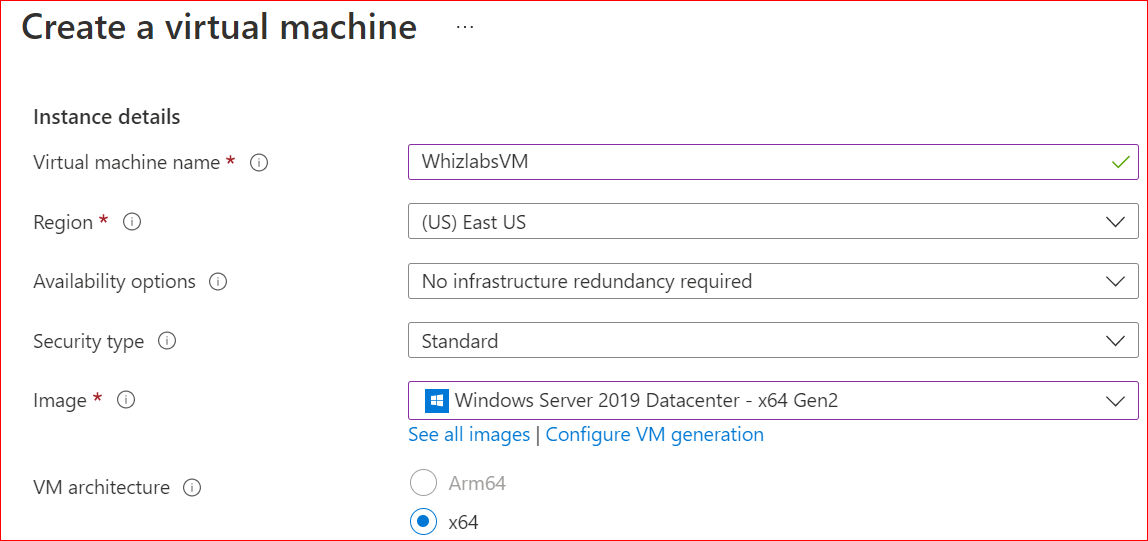 Create a virtual machine ...
Instance details
Virtual machine name * WhizlabsVM
Region * (US) East US
Availability options No infrastructure redundancy required
Security type Standard
Image * Windows Server 2019 Datacenter - x64 Gen2
See all images | Configure VM generation
VM architecture Arm64
x64